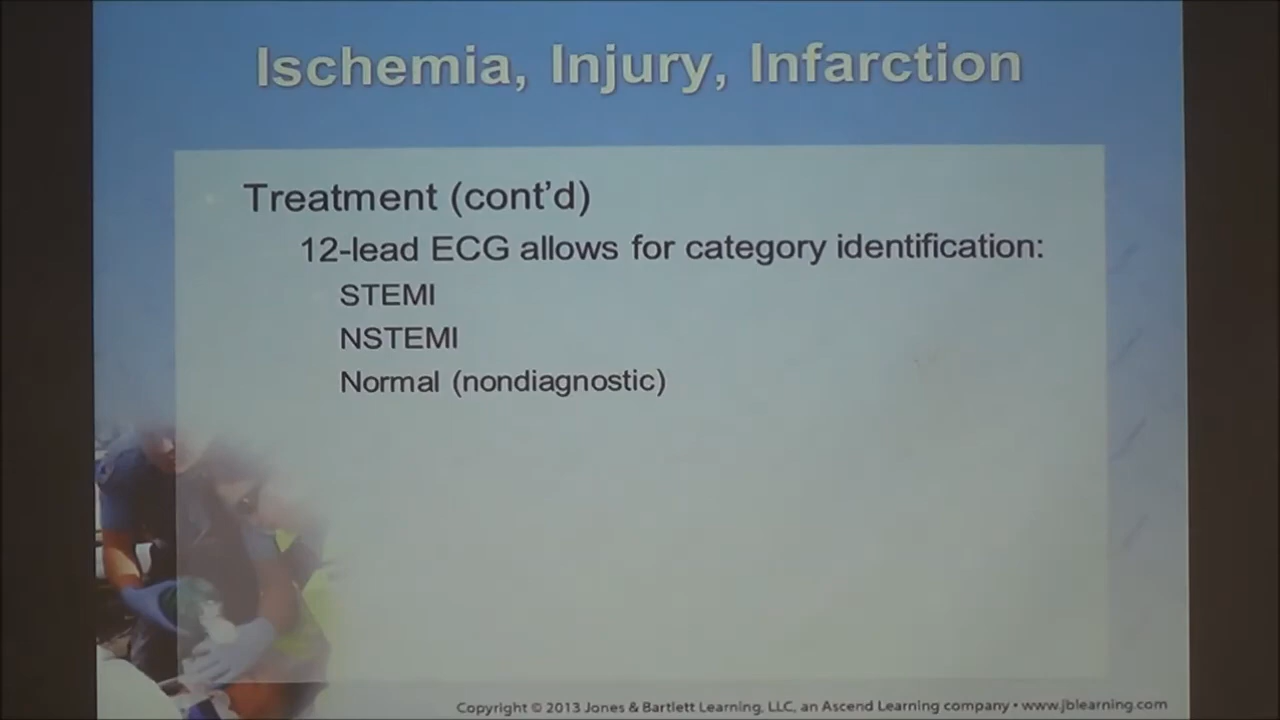 Ischemia, Injury, Infarction
Treatment (cont’d)
12-lead ECG allows for category identification:
STEMI
NSTEMI
Normal (nondiagnostic)
Copyright © 2013 Jones & Bartlett Learning, LLC, an Ascend Learning company • www.jblearning.com